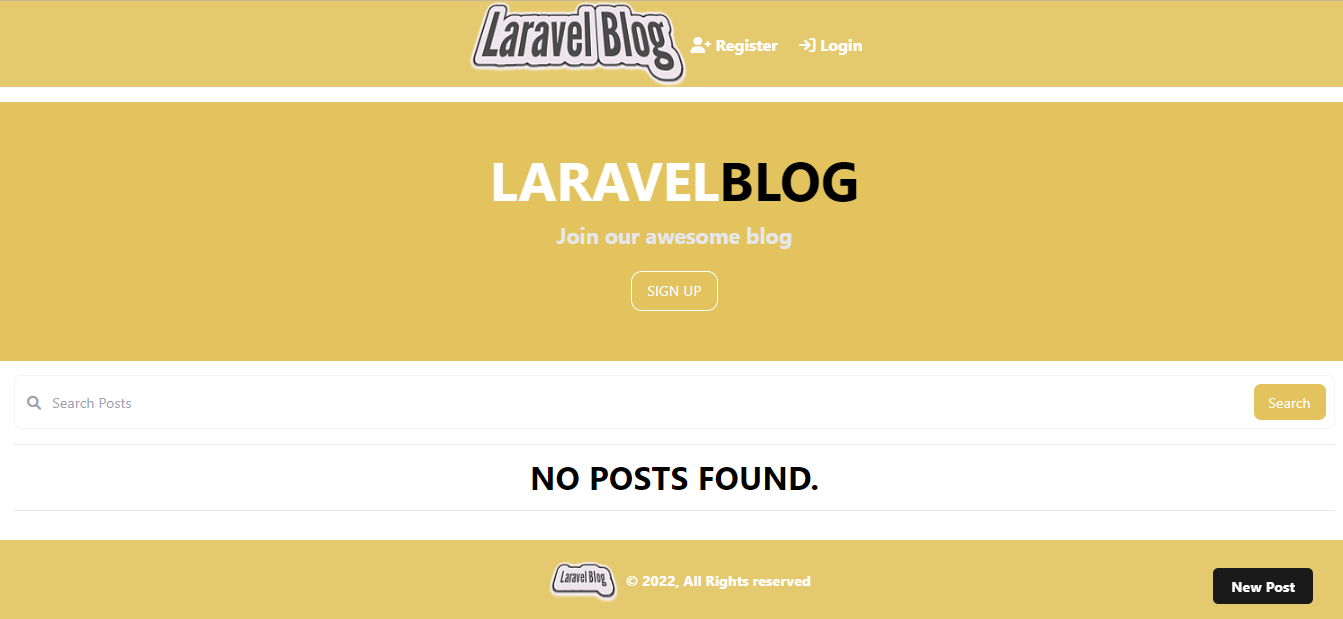 Laravel Blog
Register Login
LARAVELBLOG
Join our awesome blog
SIGN UP
Search Posts Search
NO POSTS FOUND.
Laravel Blog © 2022, All Rights reserved
New Post